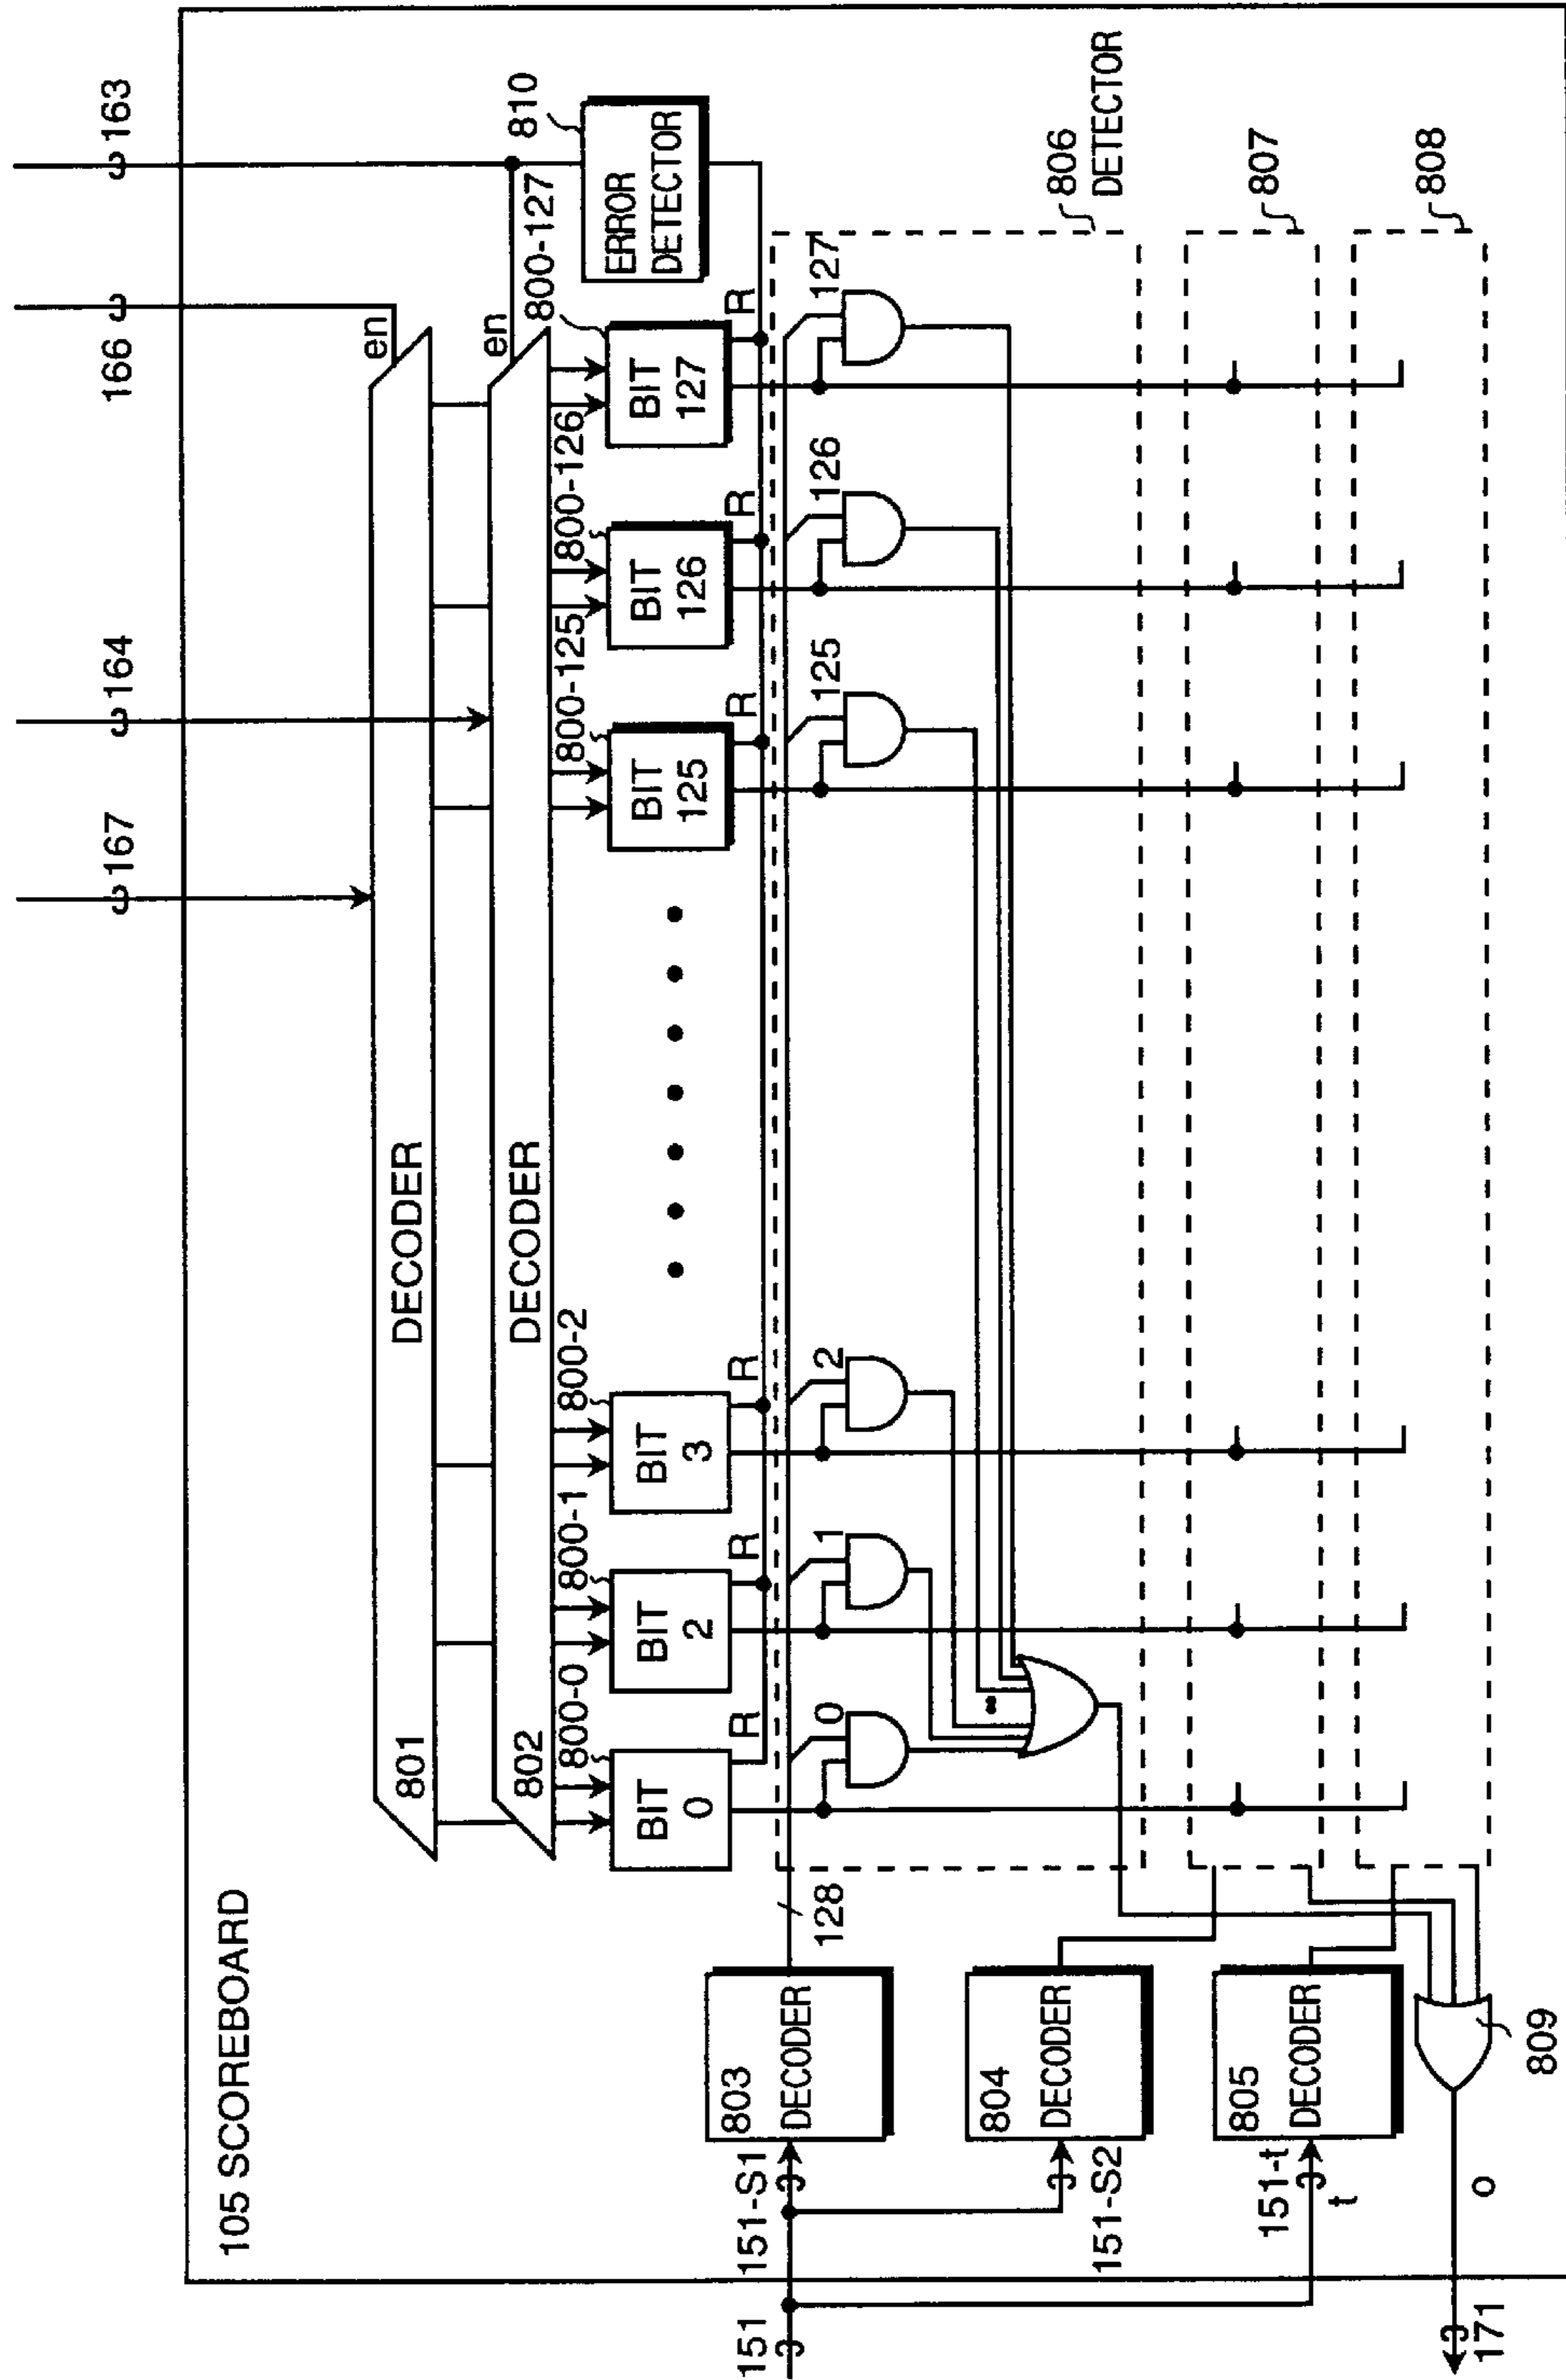 105 SCOREBOARD
167
164
166
163
en
801
DECODER
en
802
DECODER
800-0
800-1
800-2
800-125
800-126
800-127
810
BIT
0
BIT
2
BIT
3
BIT
125
BIT
126
BIT
127
ERROR
DETECTOR
R
R
R
R
R
R
128
0
1
2
125
126
127
806
DETECTOR
807
808
151
151-S1
803
DECODER
151-S2
804
DECODER
151-t
t
805
DECODER
809
o
171